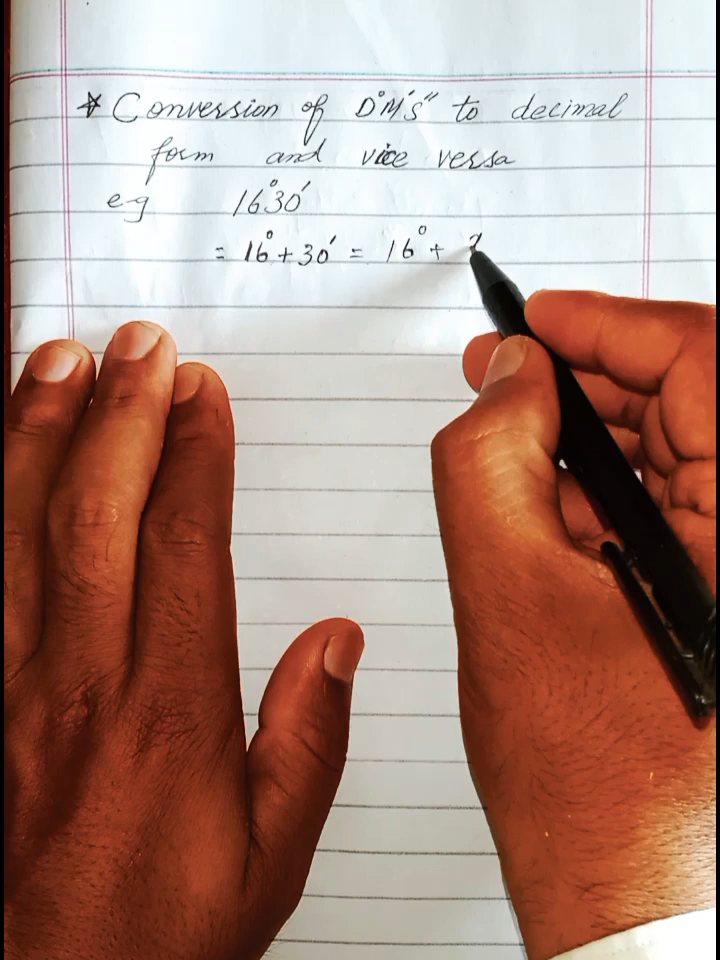 * Conversion of D°M'S" to decimal
form and vice versa
eg 16°30'
= 16° + 30' = 16° +